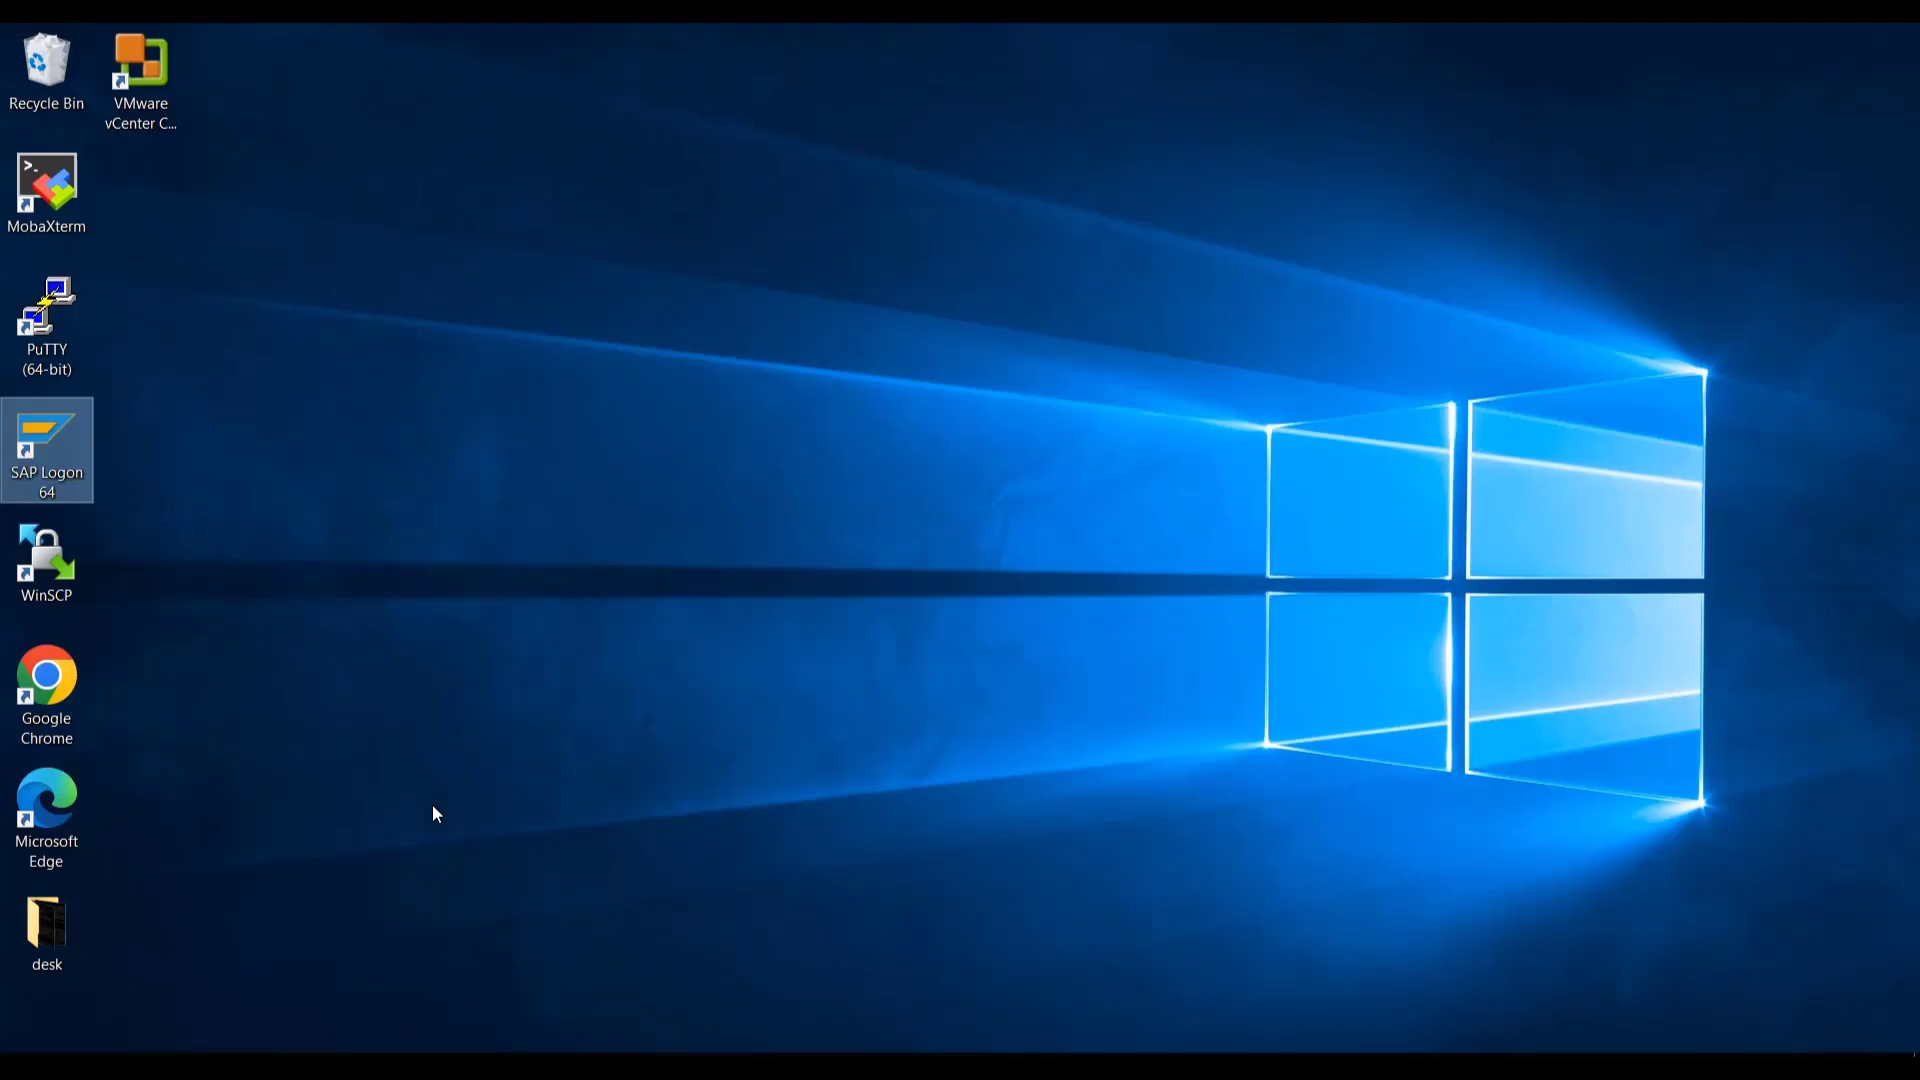 Recycle Bin
VMware
vCenter C...
>_
MobaXterm
PuTTY
(64-bit)
SAP Logon
64
WinSCP
Google
Chrome
Microsoft
Edge
desk